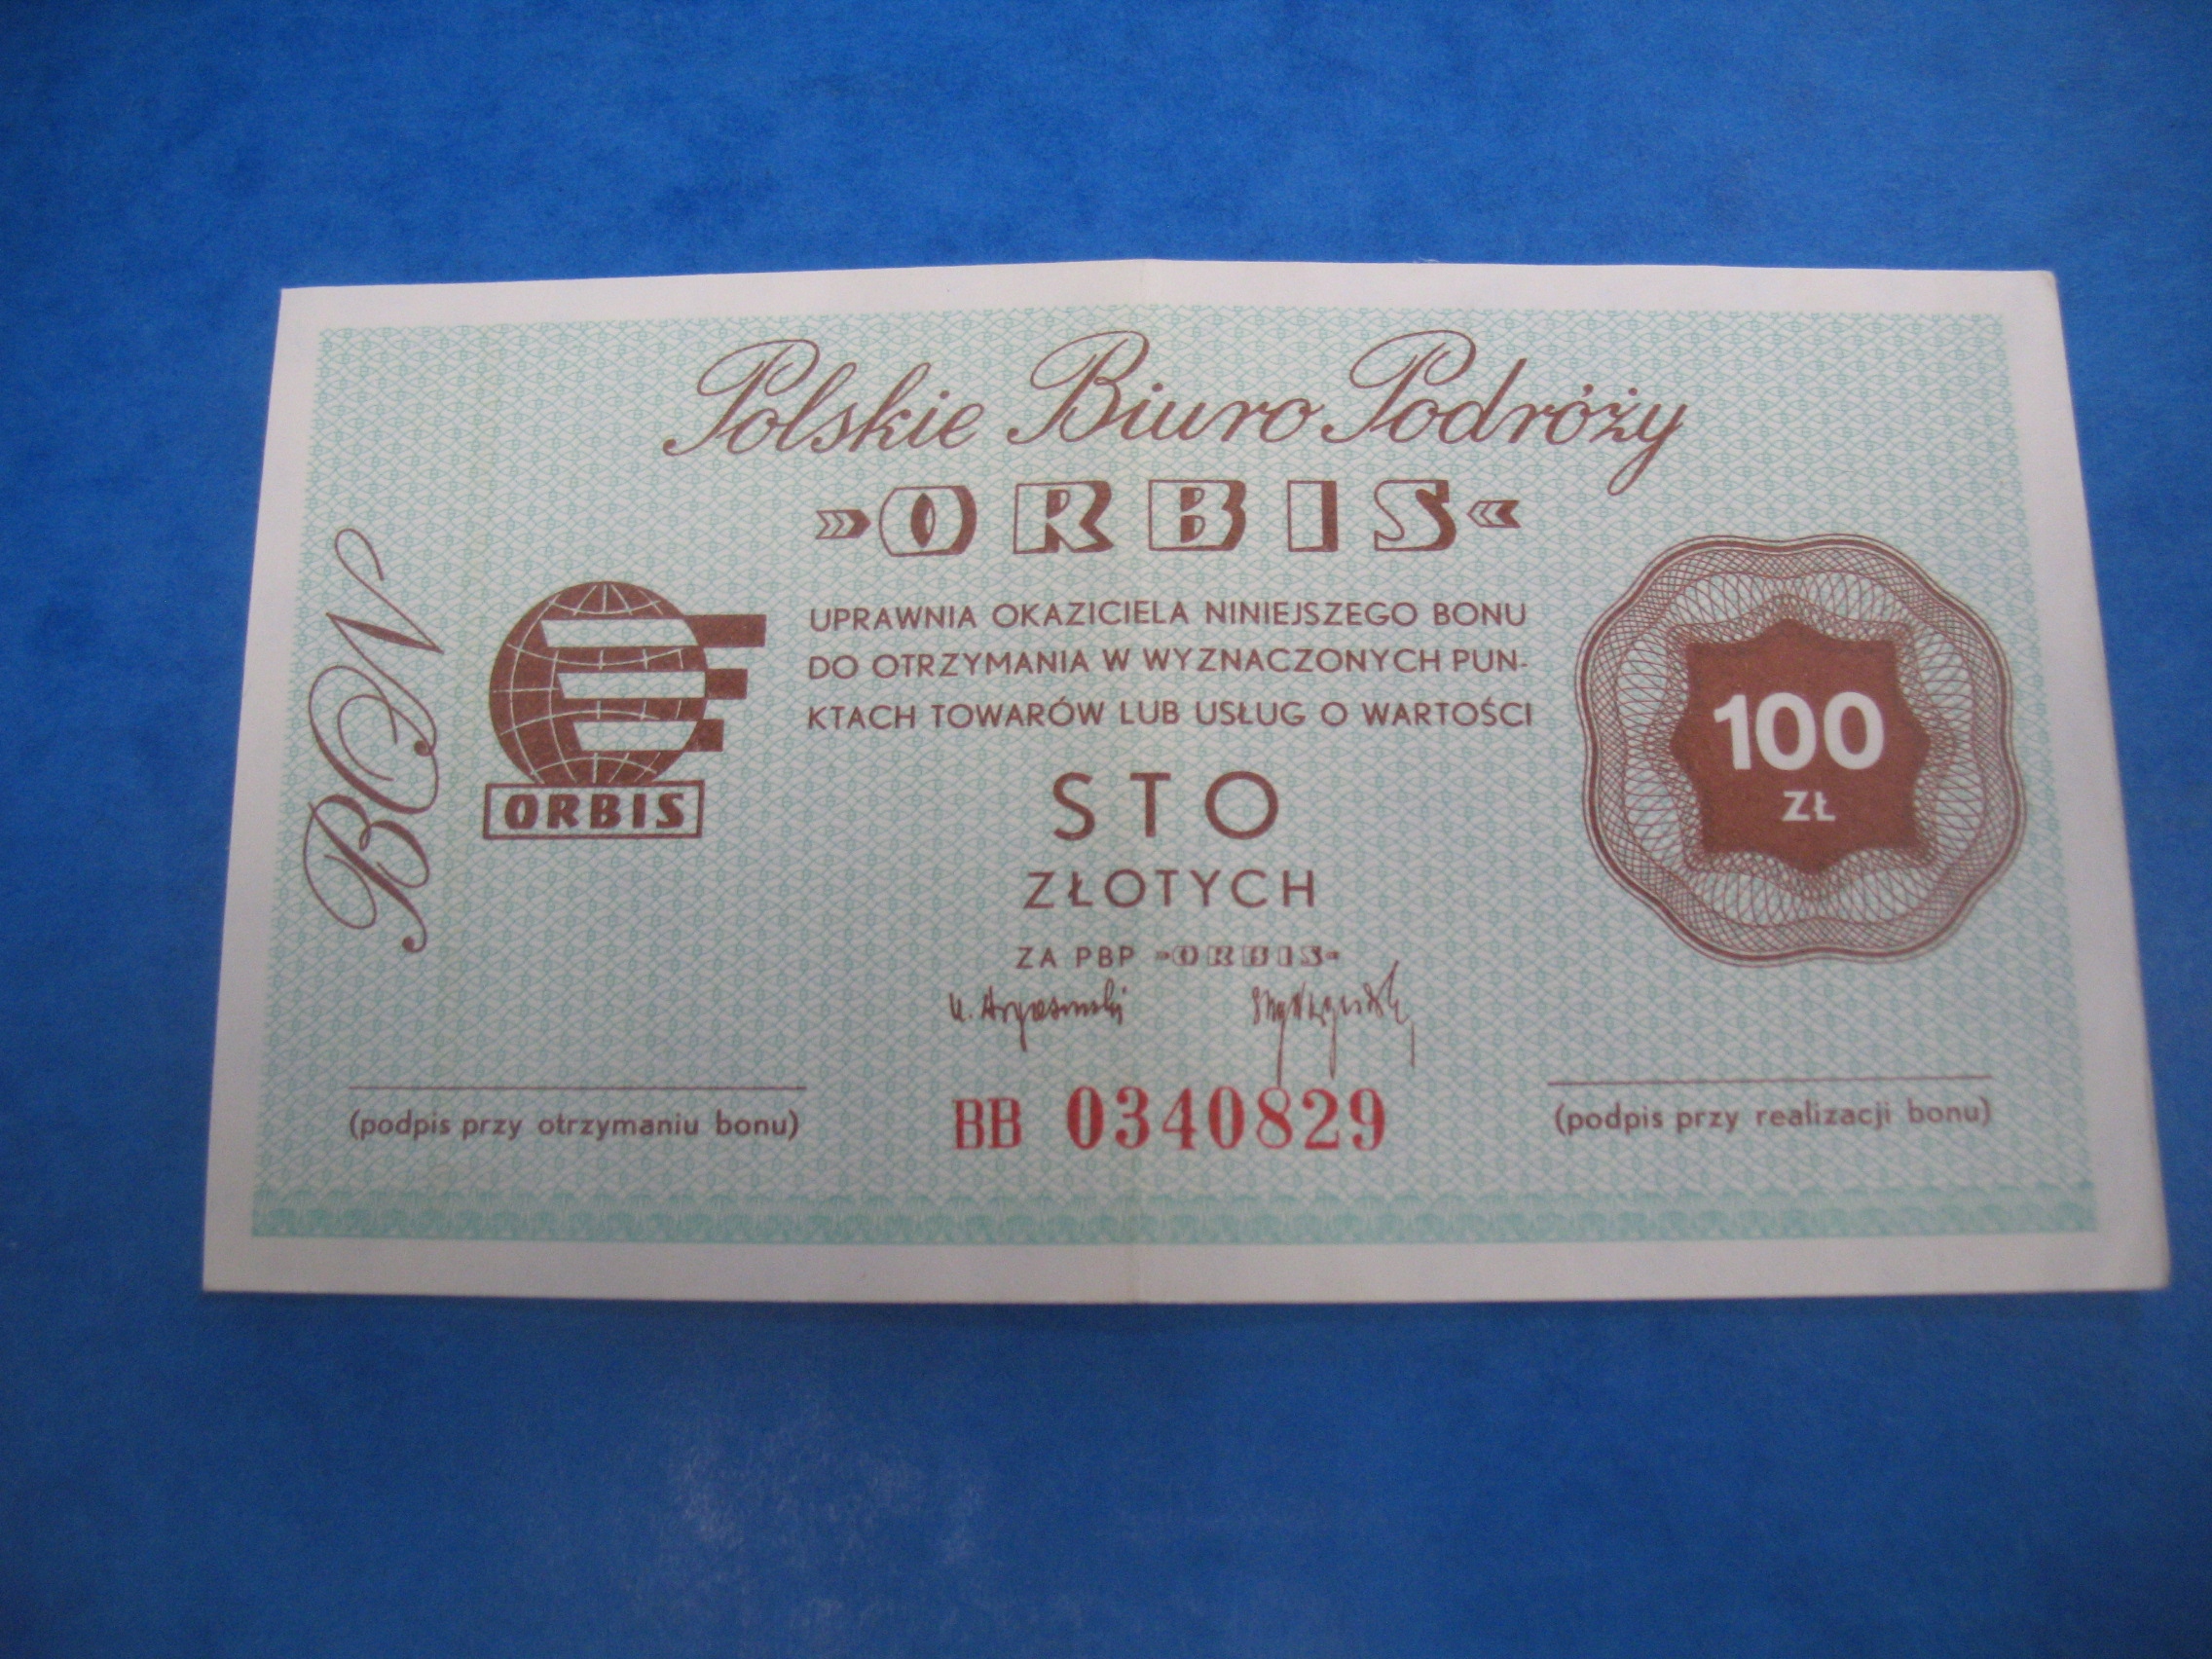 Polskie Biuro Podróży
»ORBIS«
BON
ORBIS
UPRAWNIA OKAZICIELA NINIEJSZEGO BONU
DO OTRZYMANIA W WYZNACZONYCH PUN-
KTACH TOWARÓW LUB USŁUG O WARTOŚCI
100
ZŁ
STO
ZŁOTYCH
ZA PBP »ORBIS«
(podpis przy otrzymaniu bonu)
BB 0340829
(podpis przy realizacji bonu)